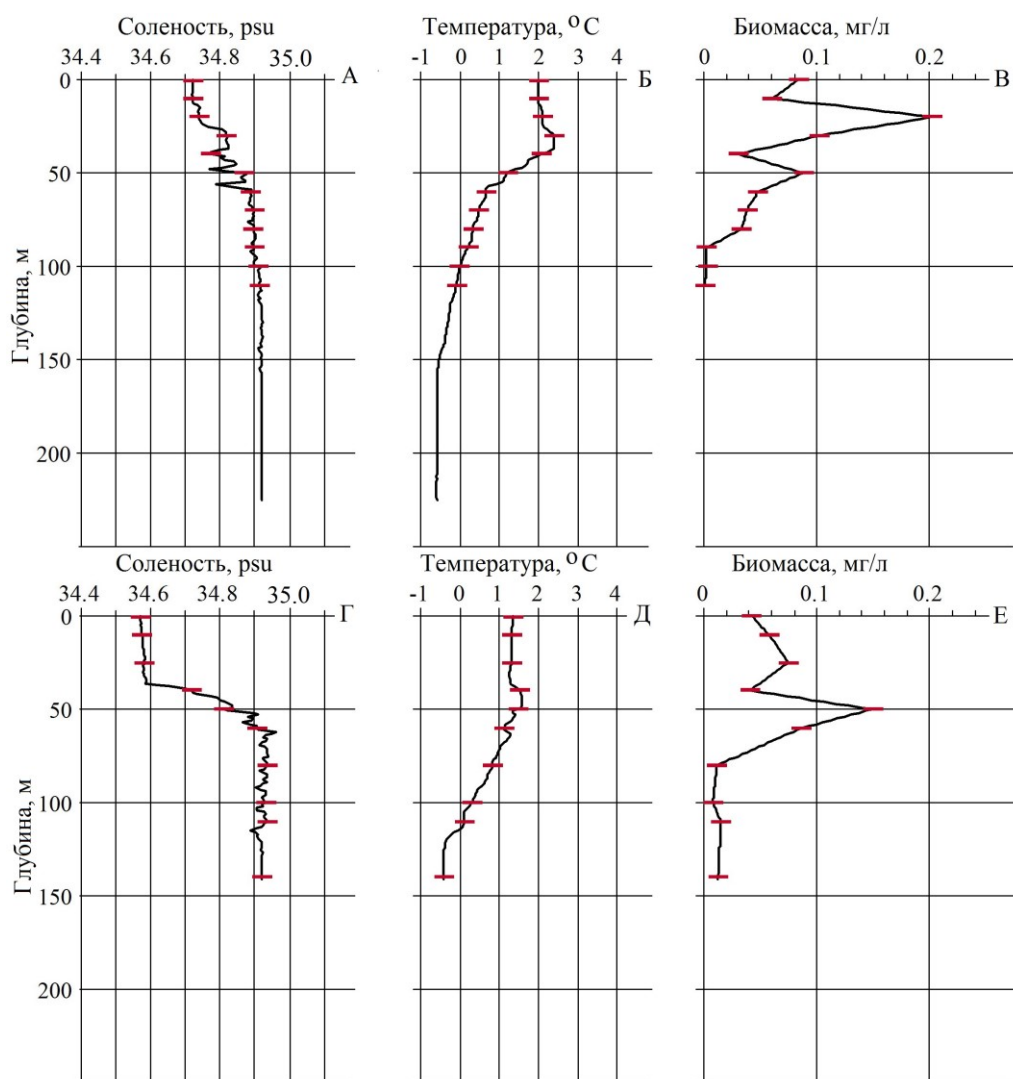 Соленость, psu
34.4 34.6 34.8 35.0
А
Температура, °C
-1 0 1 2 3 4
Б
Биомасса, мг/л
0 0.1 0.2
В
Глубина, м
0
50
100
150
200
Соленость, psu
34.4 34.6 34.8 35.0
Г
Температура, °C
-1 0 1 2 3 4
Д
Биомасса, мг/л
0 0.1 0.2
Е
Глубина, м
0
50
100
150
200